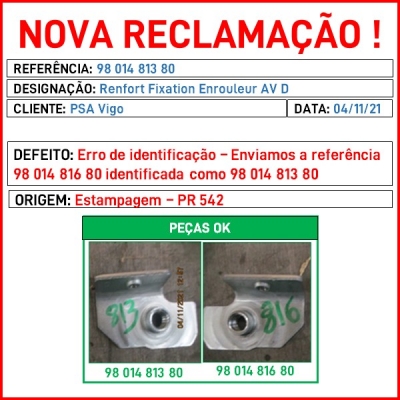 NOVA RECLAMAÇÃO !
REFERÊNCIA: 98 014 813 80
DESIGNAÇÃO: Renfort Fixation Enrouleur AV D
CLIENTE: PSA Vigo
DATA: 04/11/21
DEFEITO: Erro de identificação – Enviamos a referência
98 014 816 80 identificada como 98 014 813 80
ORIGEM: Estampagem – PR 542
PEÇAS OK
813
816
98 014 813 80
98 014 816 80